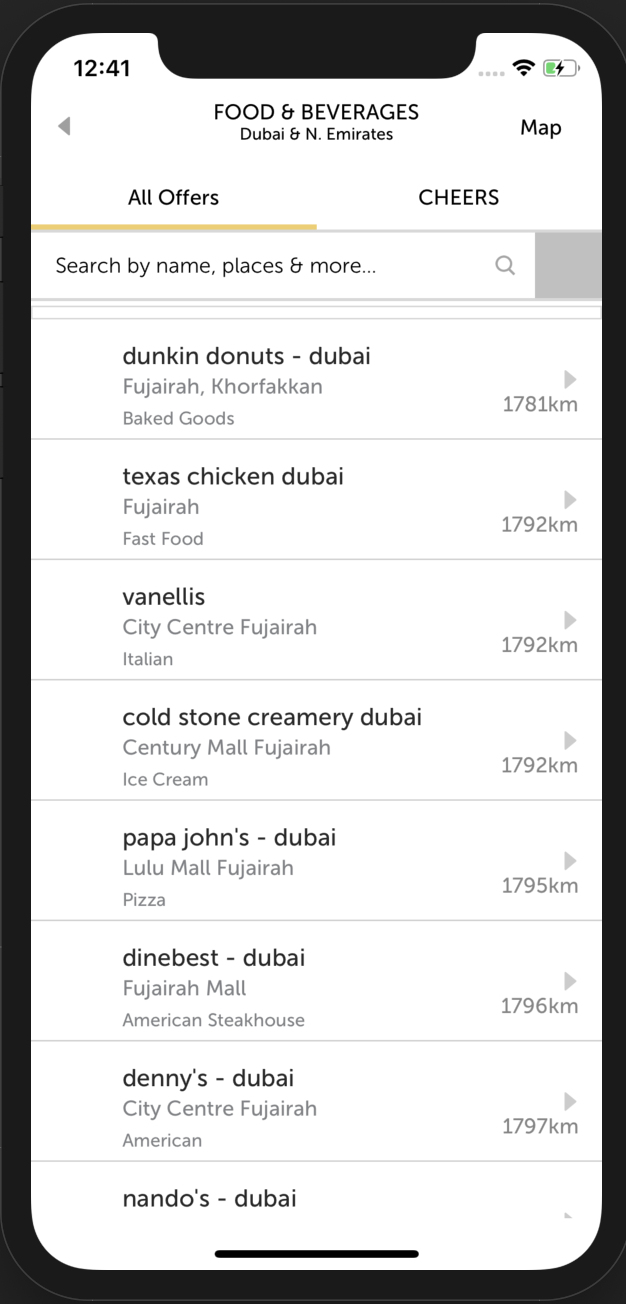 12:41
FOOD & BEVERAGES
Dubai & N. Emirates
Map
All Offers
CHEERS
Search by name, places & more...
dunkin donuts - dubai
Fujairah, Khorfakkan
1781km
Baked Goods
texas chicken dubai
Fujairah
1792km
Fast Food
vanellis
City Centre Fujairah
1792km
Italian
cold stone creamery dubai
Century Mall Fujairah
1792km
Ice Cream
papa john's - dubai
Lulu Mall Fujairah
1795km
Pizza
dinebest - dubai
Fujairah Mall
1796km
American Steakhouse
denny's - dubai
City Centre Fujairah
1797km
American
nando's - dubai